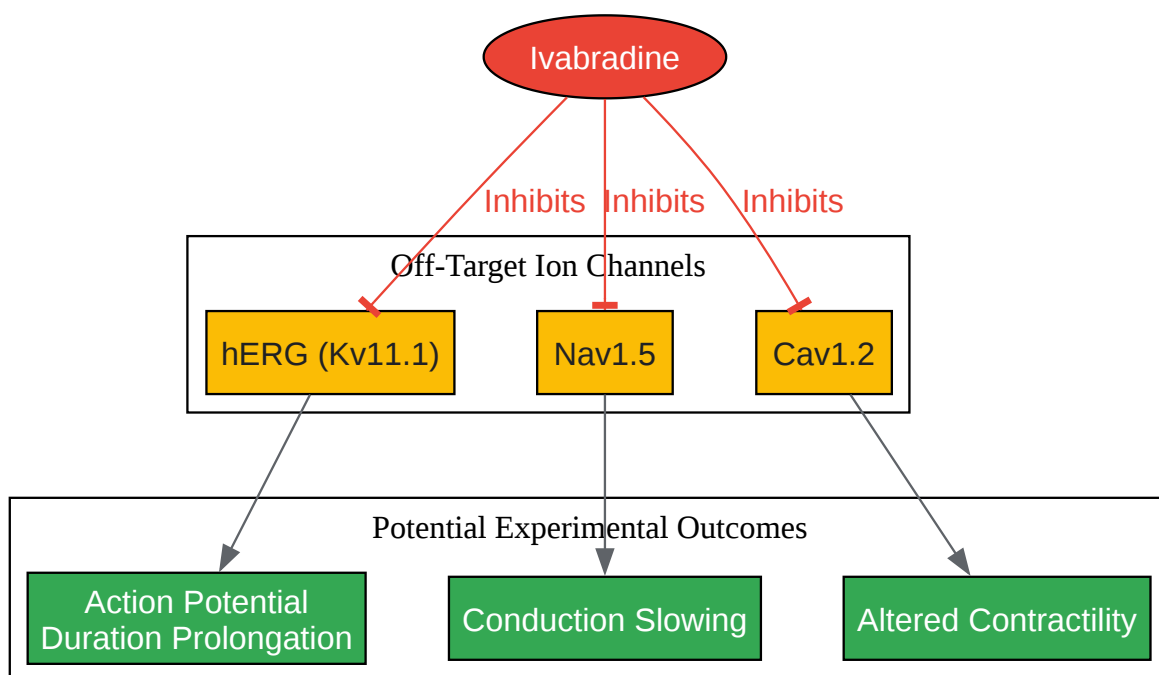 Ivabradine
Inhibits Inhibits Inhibits
Off-Target Ion Channels
hERG (Kv11.1)
Nav1.5
Cav1.2
Potential Experimental Outcomes
Action Potential
Duration Prolongation
Conduction Slowing
Altered Contractility